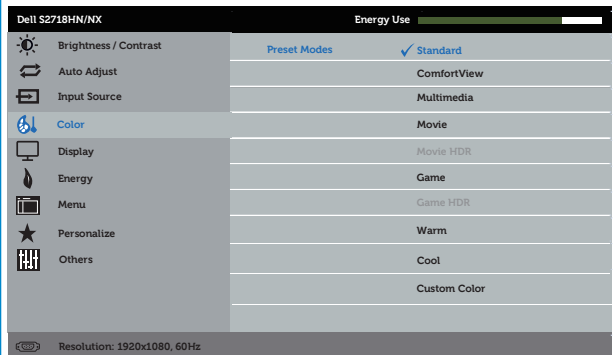 Dell S2718HN/NX Energy Use
Brightness / Contrast Preset Modes Standard
Auto Adjust ComfortView
Input Source Multimedia
Color Movie
Display Movie HDR
Energy Game
Menu Game HDR
Personalize Warm
Others Cool
Custom Color
Resolution: 1920x1080, 60Hz